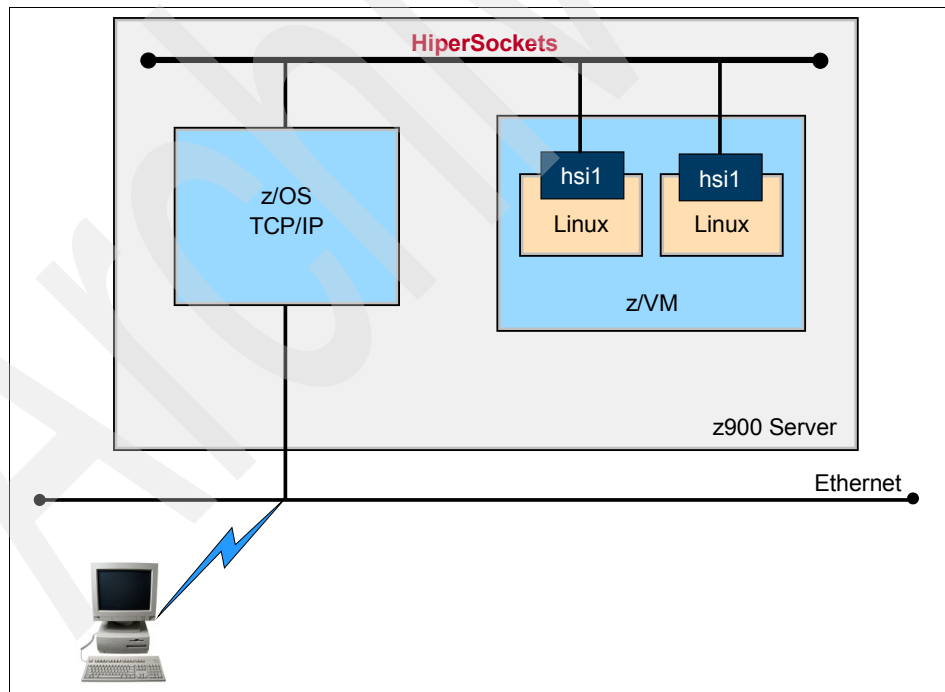 HiperSockets
z/OS
TCP/IP
hsi1
hsi1
Linux
Linux
z/VM
z900 Server
Ethernet